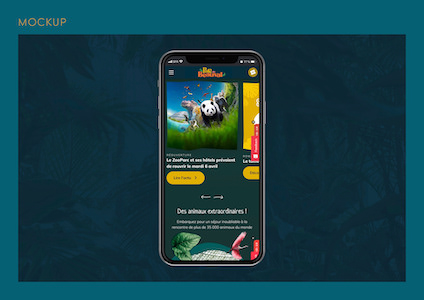 MOCKUP
Beauval
RÉOUVERTURE
Le ZooParc et ses hôtels prévoient
de rouvrir le mardi 6 avril
Lire l'actu
Le
Des animaux extraordinaires !
Embarquez pour un séjour inoubliable à la
rencontre de plus de 35.000 animaux du monde